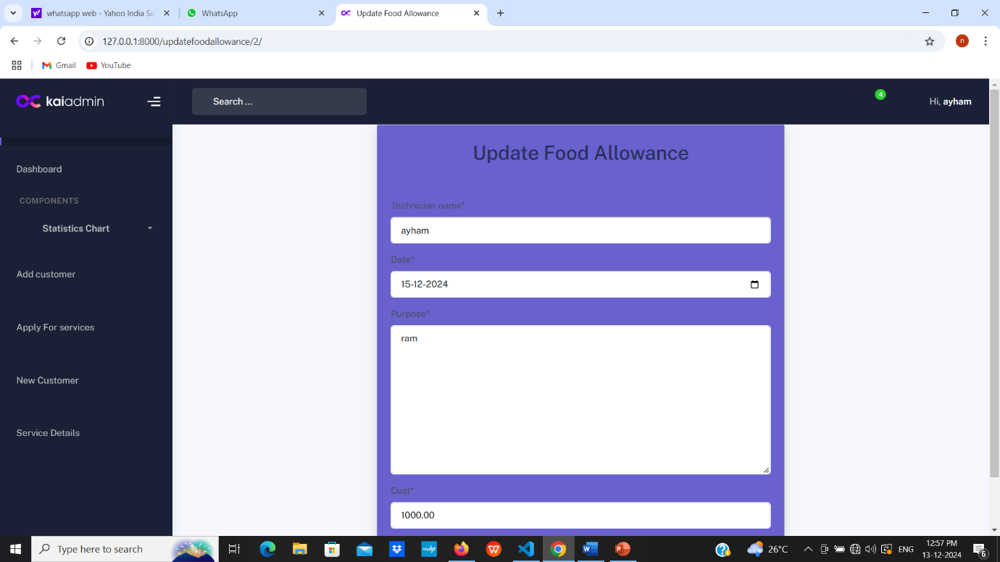 whatsapp web - Yahoo India Se
WhatsApp
Update Food Allowance
127.0.0.1:8000/updatefoodallowance/2/
n
Gmail
YouTube
kaiadmin
Search ...
4
Hi, ayham
Dashboard
COMPONENTS
Statistics Chart
Add customer
Apply For services
New Customer
Service Details
Update Food Allowance
Technician name*
ayham
Date*
15-12-2024
Purpose*
ram
Cost*
1000.00
Type here to search
myhp
W
W
P
26°C
ENG
12:57 PM
13-12-2024
6